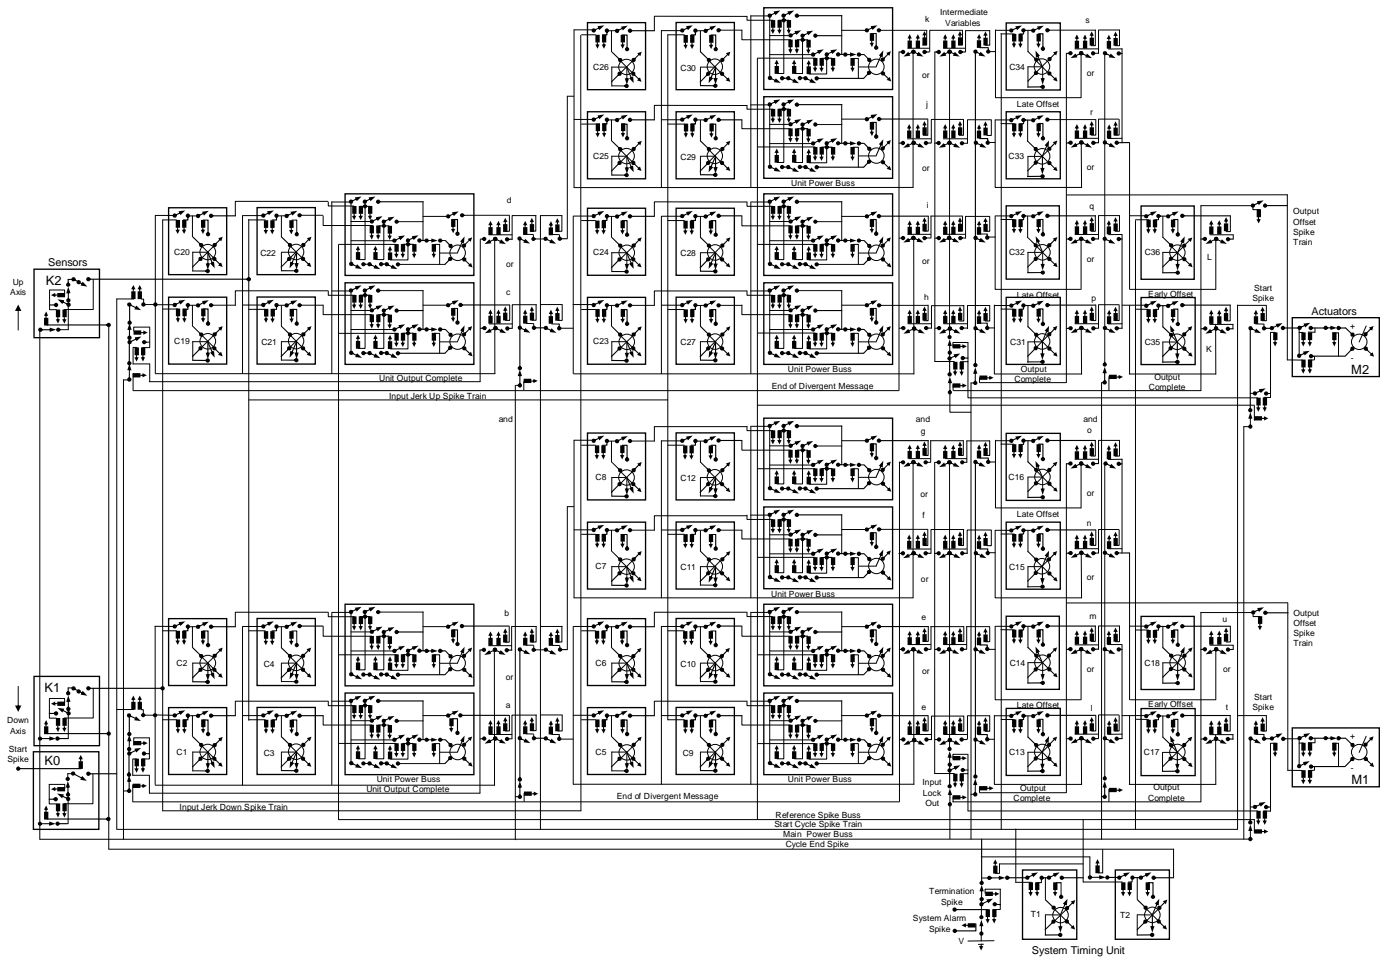 k
Intermediate
Variables
s
C26
C30
C34
or
or
Late Offset
j
r
C25
C29
C33
or
or
Unit Power Buss
d
i
q
Output
Offset
Spike
Train
C20
C22
C24
C28
C32
C36
L
Sensors
or
or
or
K2
Up
Axis
Late Offset
Early Offset
Start
Spike
c
h
p
Actuators
C19
C21
C23
C27
C31
C35
K
+
-
M2
Unit Power Buss
Unit Output Complete
Output
Complete
Output
Complete
End of Divergent Message
Input Jerk Up Spike Train
and
and
and
g
o
C8
C12
C16
or
or
Late Offset
f
n
C7
C11
C15
or
or
Unit Power Buss
b
e
m
u
Output
Offset
Spike
Train
C2
C4
C6
C10
C14
C18
or
or
or
or
K1
Late Offset
Early Offset
Start
Spike
Down
Axis
a
e
l
t
Start
Spike
K0
C1
C3
C5
C9
C13
C17
+
-
M1
Unit Power Buss
Unit Power Buss
Unit Output Complete
Input
Lock
Out
Output
Complete
Output
Complete
End of Divergent Message
Input Jerk Down Spike Train
Reference Spike Buss
Start Cycle Spike Train
Main Power Buss
Cycle End Spike
Termination
Spike
System Alarm
Spike
V
T1
T2
System Timing Unit